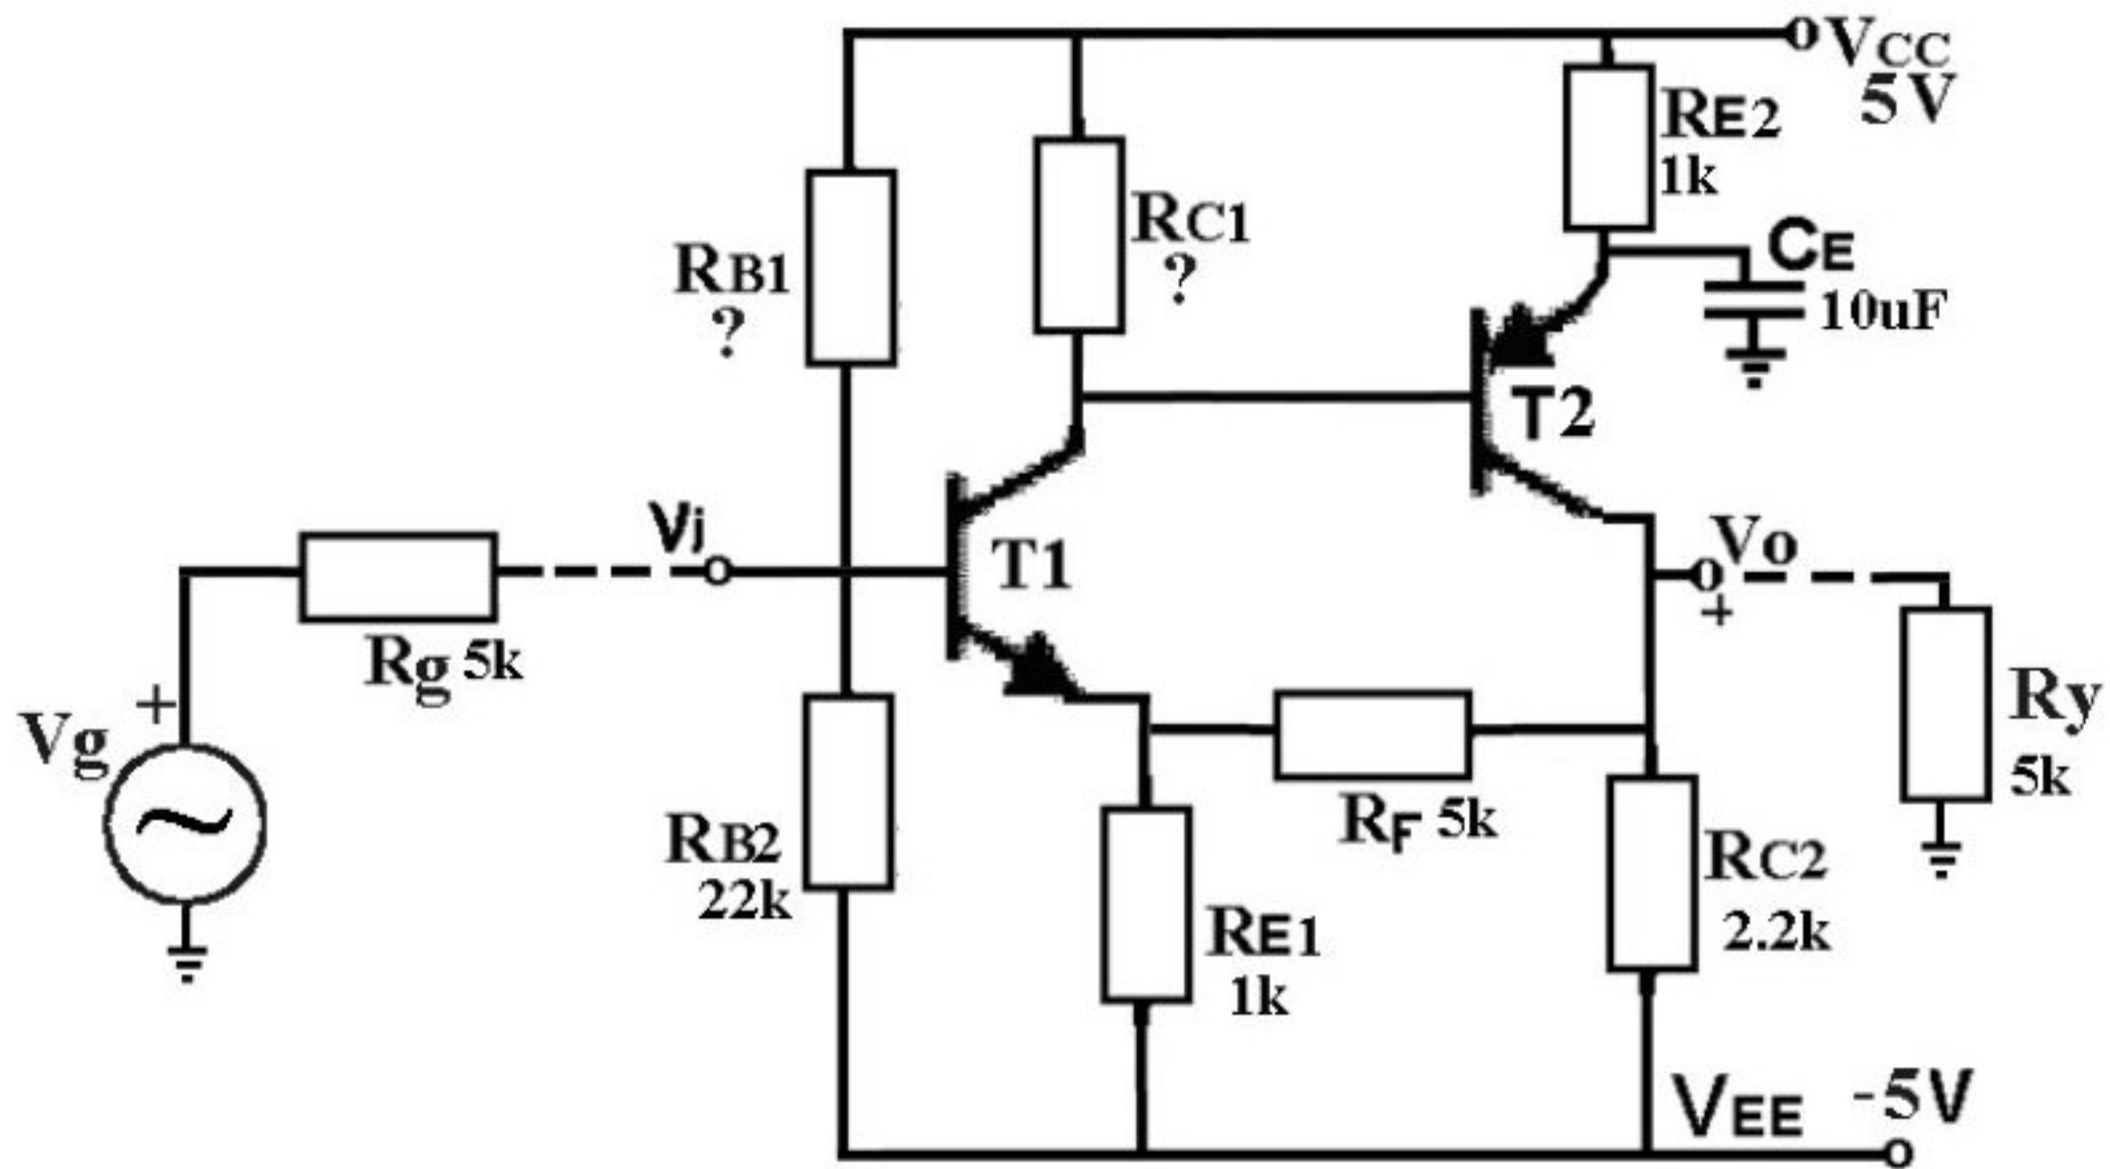 VCC
5V
RE2
1k
RC1
?
CE
10uF
RB1
?
T2
Vj
Vo
T1
+
Rg 5k
+
Vg
Ry
5k
RF 5k
RB2
22k
RC2
2.2k
RE1
1k
VEE -5V